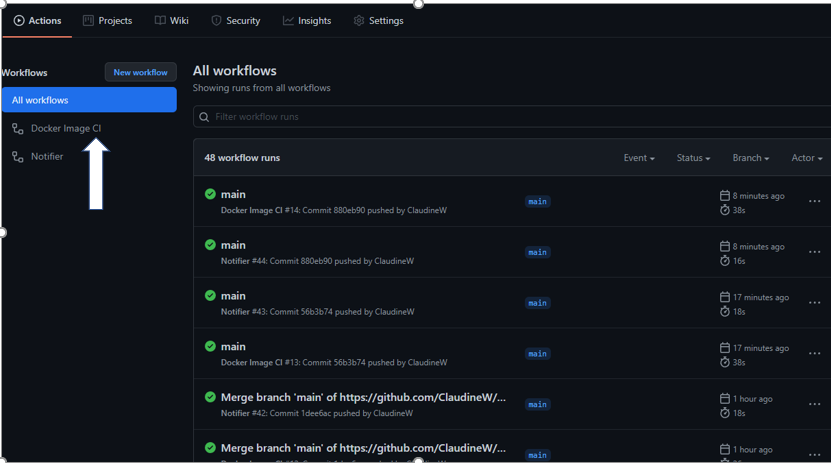 Actions Projects Wiki Security Insights Settings
Workflows New workflow
All workflows
Docker Image CI
Notifier
All workflows
Showing runs from all workflows
Filter workflow runs
48 workflow runs Event Status Branch Actor
main
Docker Image CI #14: Commit 880eb90 pushed by ClaudineW
main
8 minutes ago
38s
main
Notifier #44: Commit 880eb90 pushed by ClaudineW
main
8 minutes ago
16s
main
Notifier #43: Commit 56b3b74 pushed by ClaudineW
main
17 minutes ago
18s
main
Docker Image CI #13: Commit 56b3b74 pushed by ClaudineW
main
17 minutes ago
38s
Merge branch 'main' of https://github.com/ClaudineW/...
Notifier #42: Commit 1dee6ac pushed by ClaudineW
main
1 hour ago
18s
Merge branch 'main' of https://github.com/ClaudineW/...
main
1 hour ago